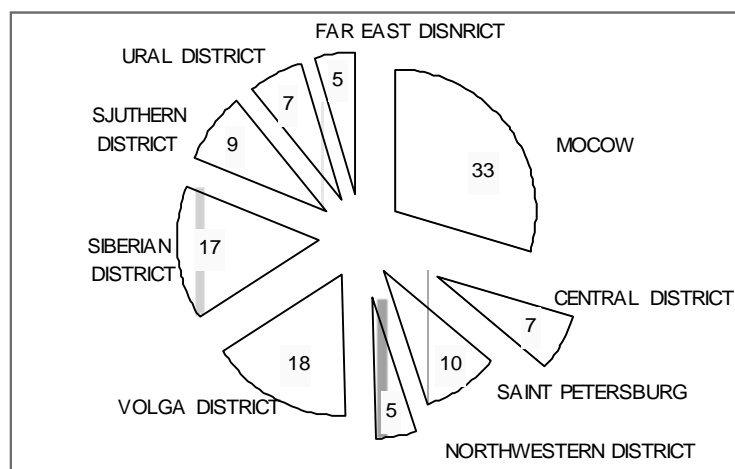 FAR EAST DISNRICT
URAL DISTRICT
5
7
SJUTHERN
DISTRICT
9
MOCOW
33
SIBERIAN
DISTRICT
17
CENTRAL DISTRICT
7
18
10
SAINT PETERSBURG
VOLGA DISTRICT
5
NORTHWESTERN DISTRICT